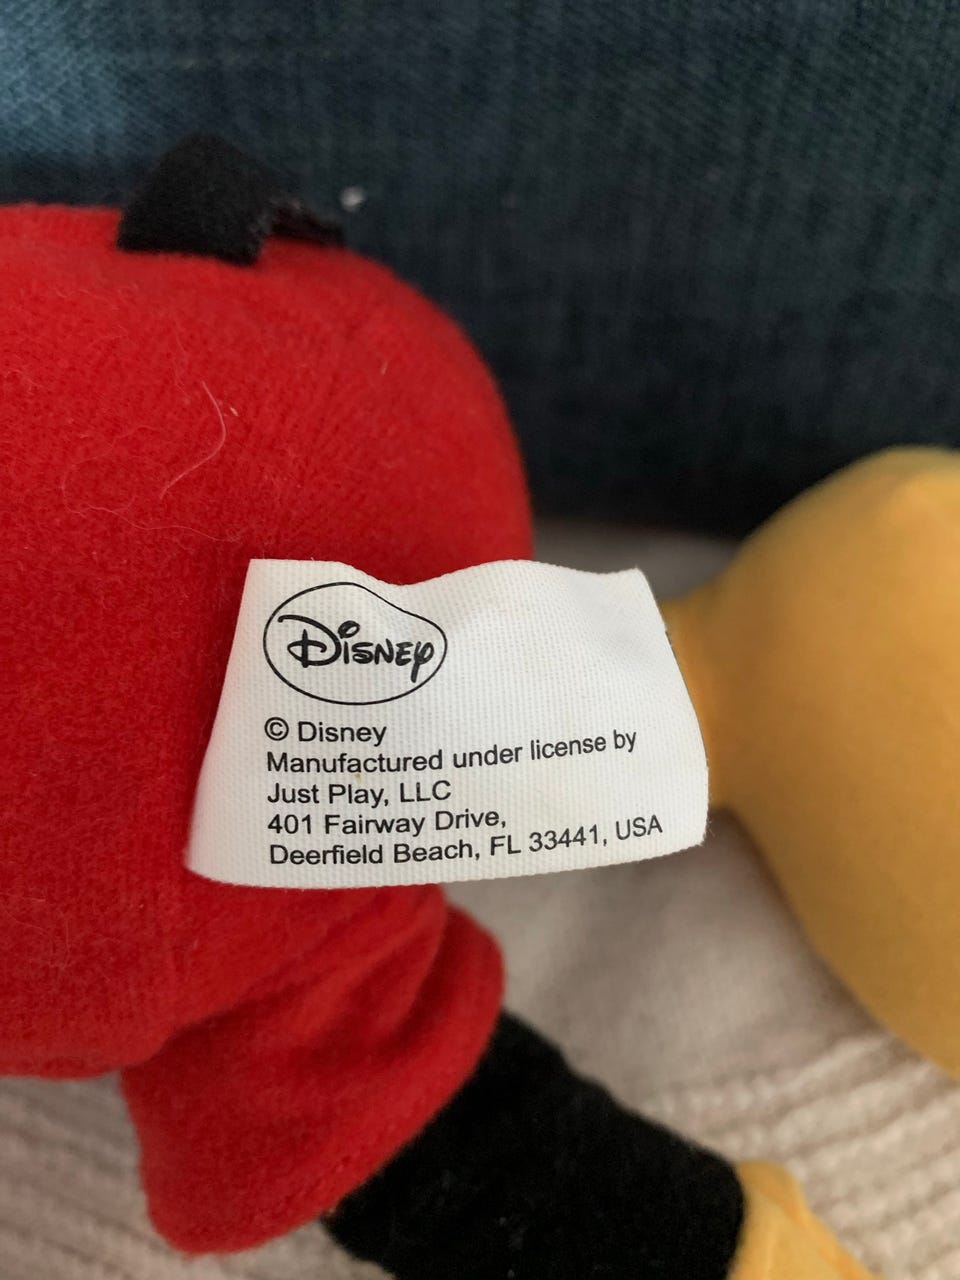 Disney
© Disney
Manufactured under license by
Just Play, LLC
401 Fairway Drive,
Deerfield Beach, FL 33441, USA